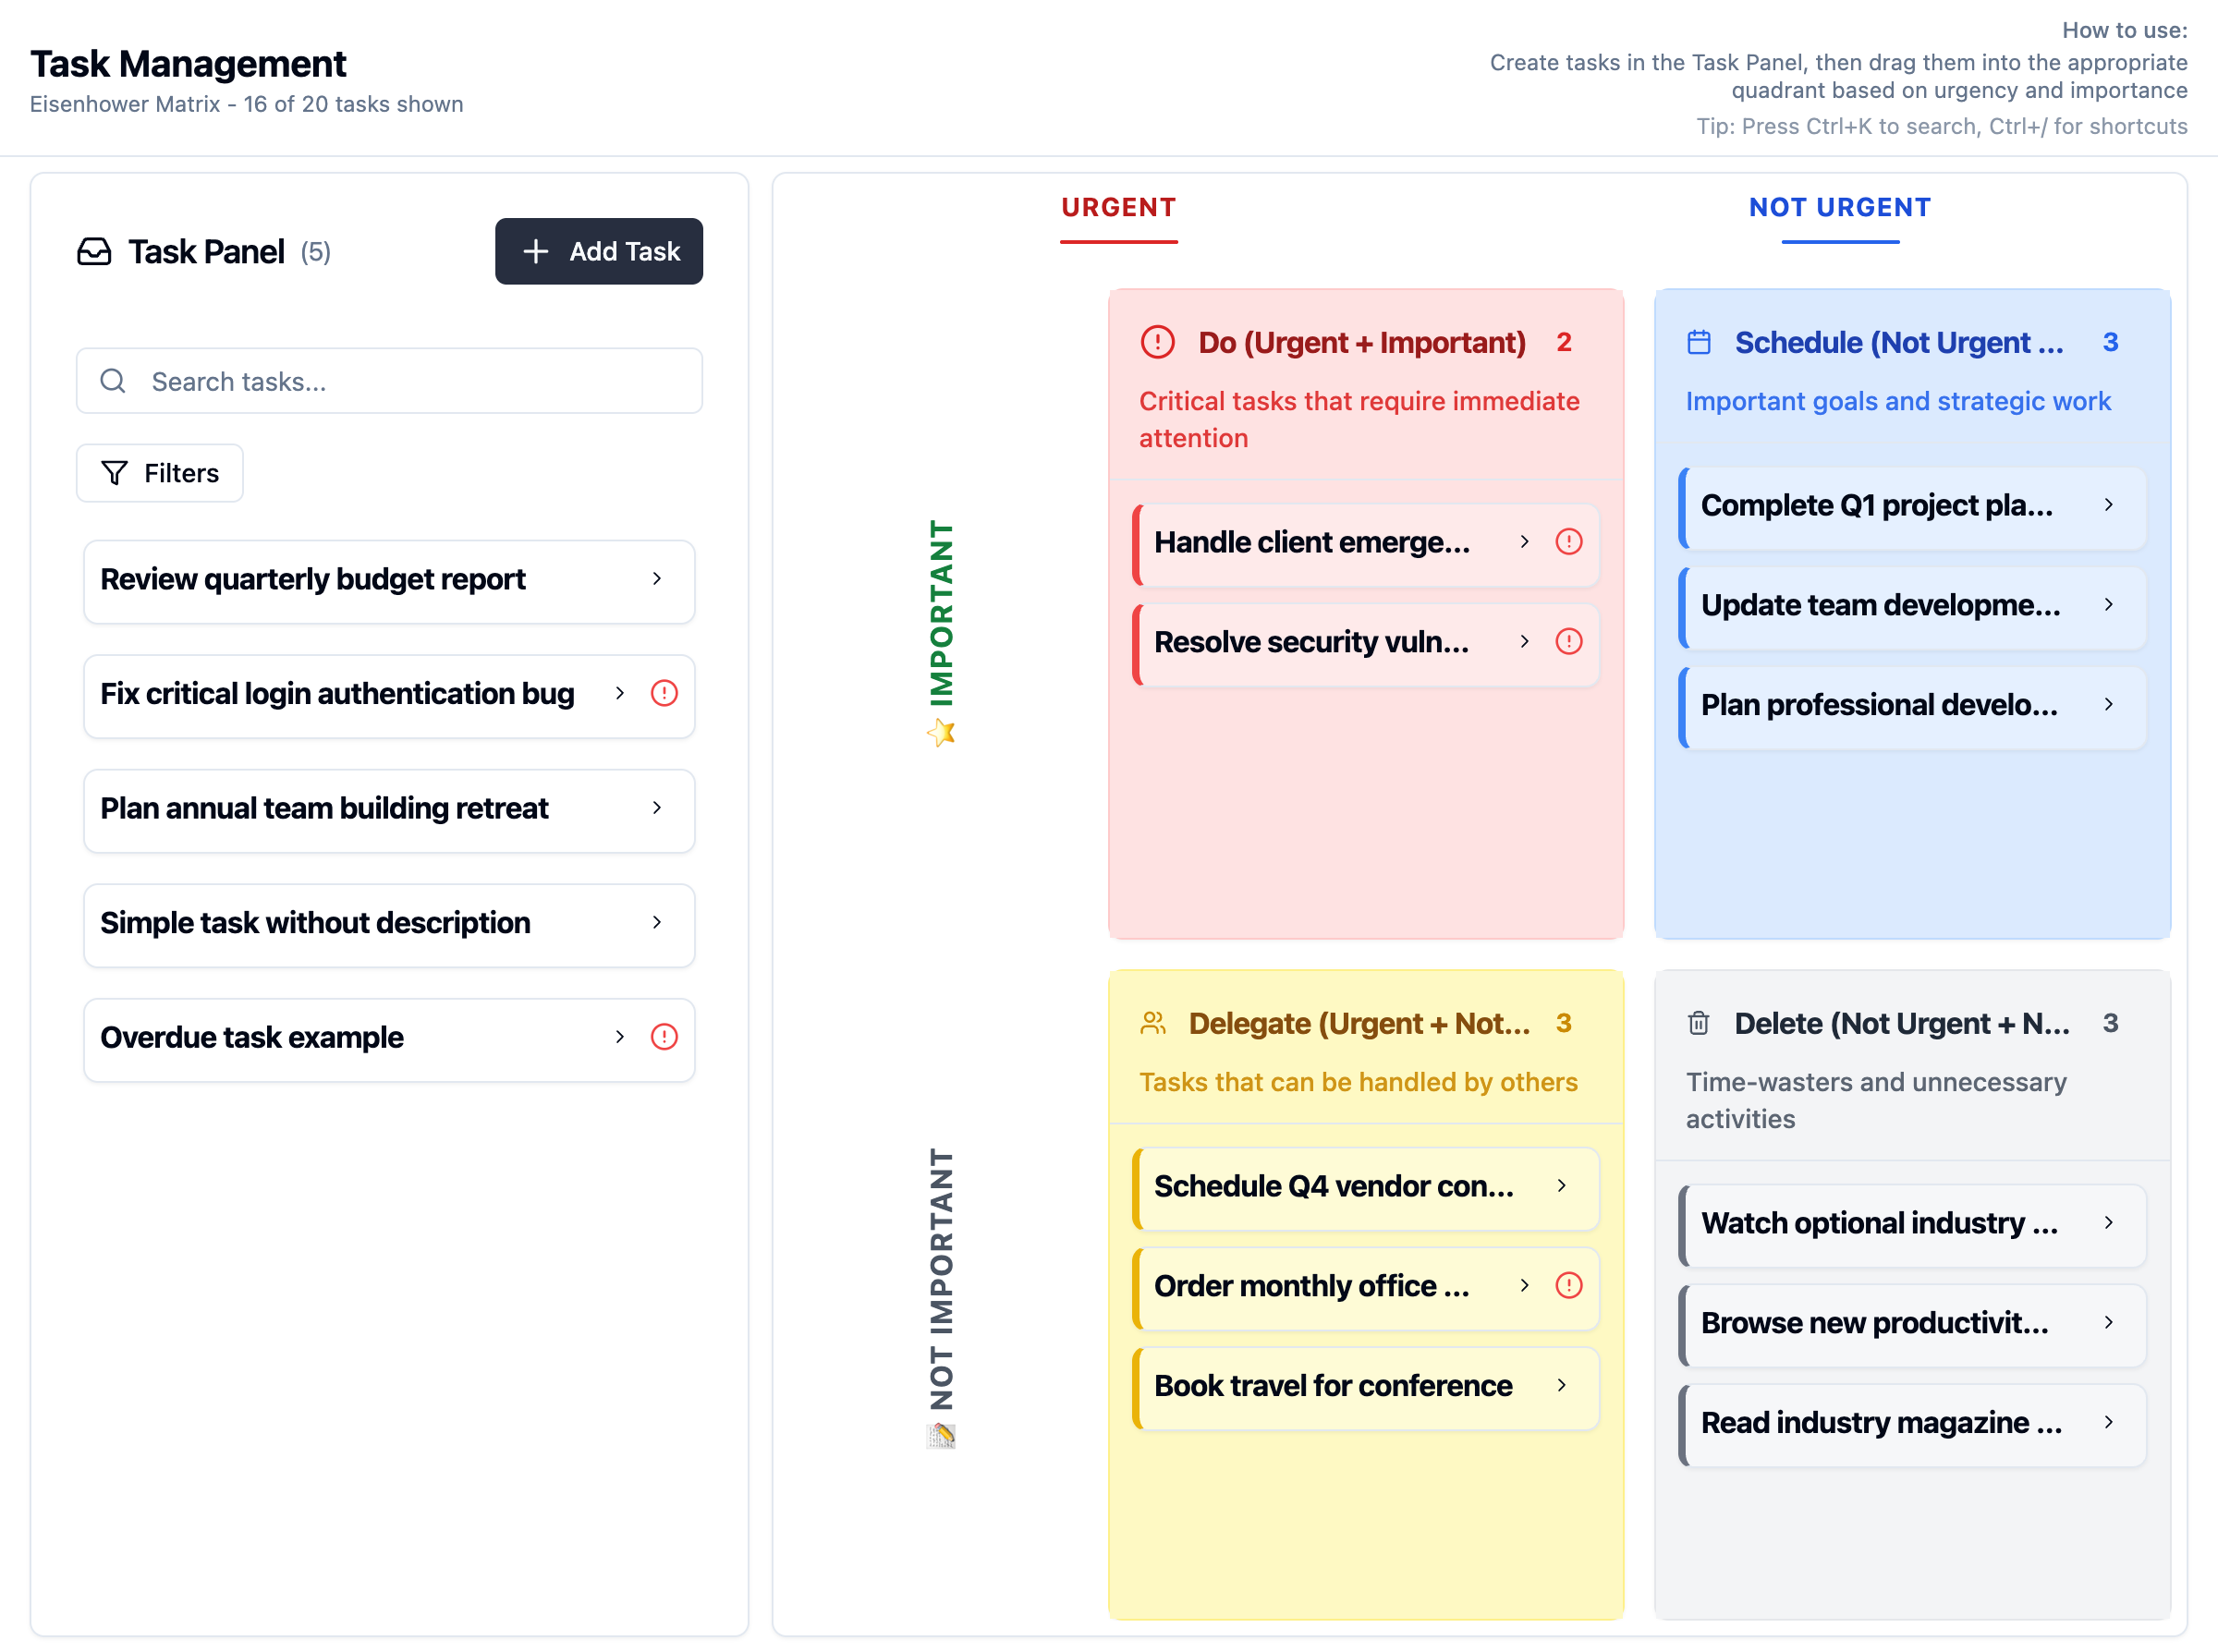 Task Management
Eisenhower Matrix - 16 of 20 tasks shown
How to use:
Create tasks in the Task Panel, then drag them into the appropriate
quadrant based on urgency and importance
Tip: Press Ctrl+K to search, Ctrl+/ for shortcuts
Task Panel (5)
Add Task
Search tasks...
Filters
Review quarterly budget report
Fix critical login authentication bug
Plan annual team building retreat
Simple task without description
Overdue task example
URGENT
NOT URGENT
IMPORTANT
Do (Urgent + Important) 2
Critical tasks that require immediate
attention
Handle client emerge...
Resolve security vuln...
Schedule (Not Urgent ... 3
Important goals and strategic work
Complete Q1 project pla...
Update team developme...
Plan professional develo...
NOT IMPORTANT
Delegate (Urgent + Not... 3
Tasks that can be handled by others
Schedule Q4 vendor con...
Order monthly office ...
Book travel for conference
Delete (Not Urgent + N... 3
Time-wasters and unnecessary
activities
Watch optional industry ...
Browse new productivit...
Read industry magazine ...